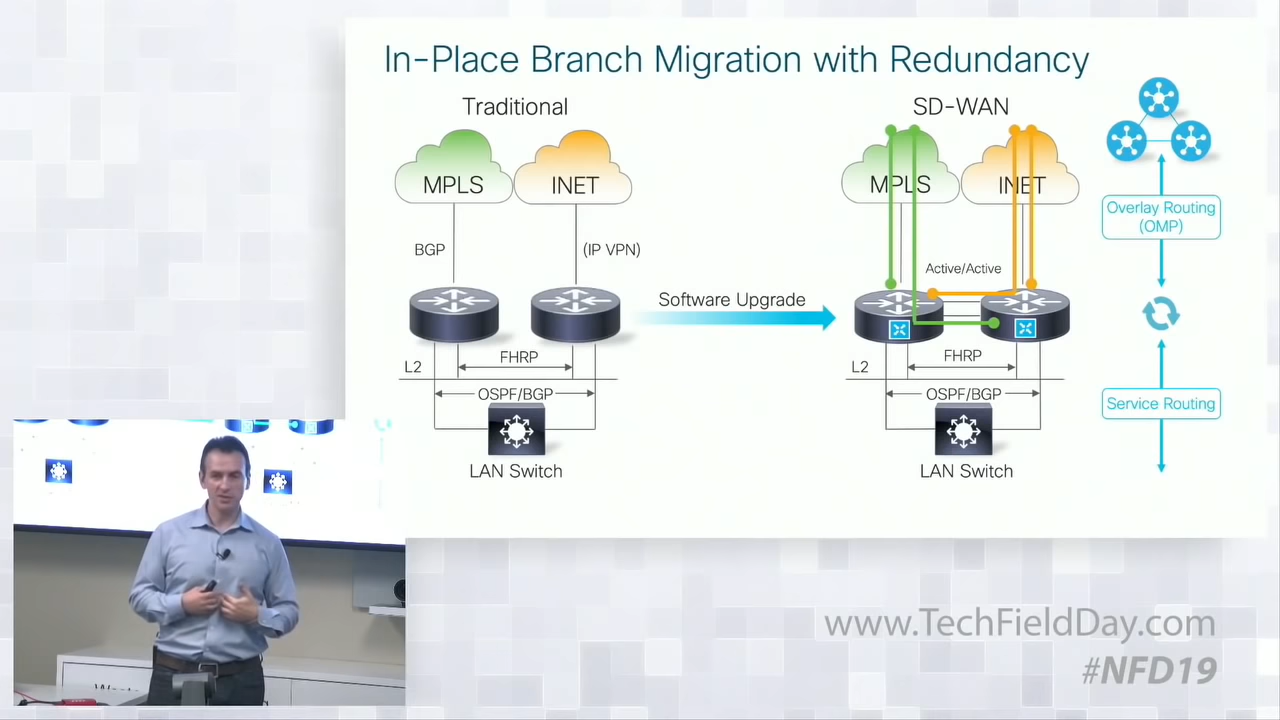 In-Place Branch Migration with Redundancy
Traditional
MPLS
INET
BGP
(IP VPN)
L2
FHRP
OSPF/BGP
LAN Switch
Software Upgrade
SD-WAN
MPLS
INET
Active/Active
L2
FHRP
OSPF/BGP
LAN Switch
Overlay Routing
(OMP)
Service Routing
www.TechFieldDay.com
#NFD19